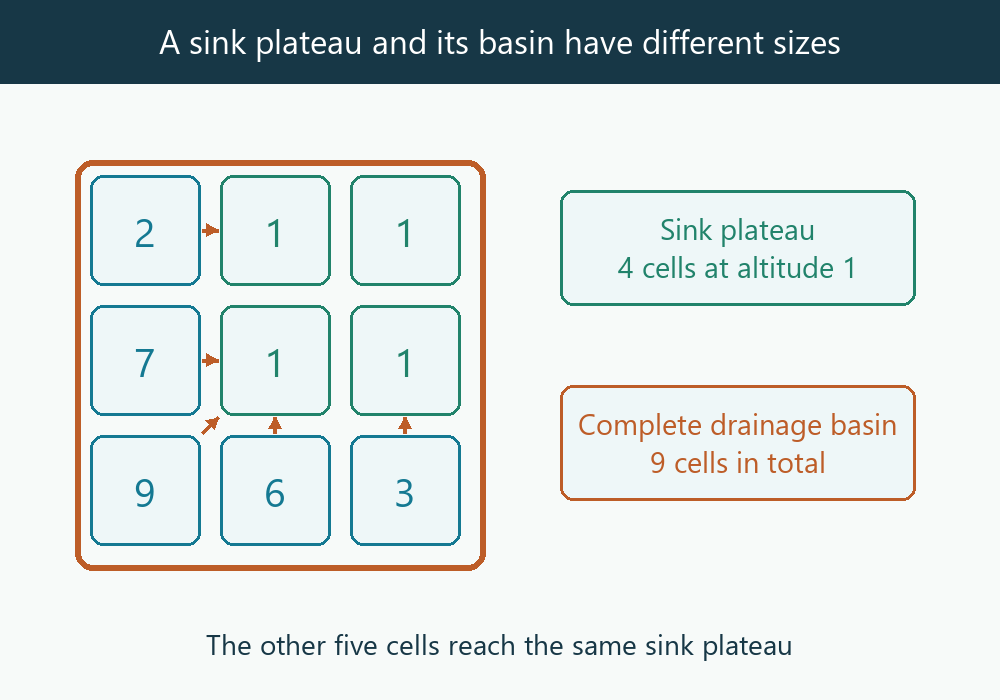 A sink plateau and its basin have different sizes
2 1 1
7 1 1
9 6 3
Sink plateau
4 cells at altitude 1
Complete drainage basin
9 cells in total
The other five cells reach the same sink plateau